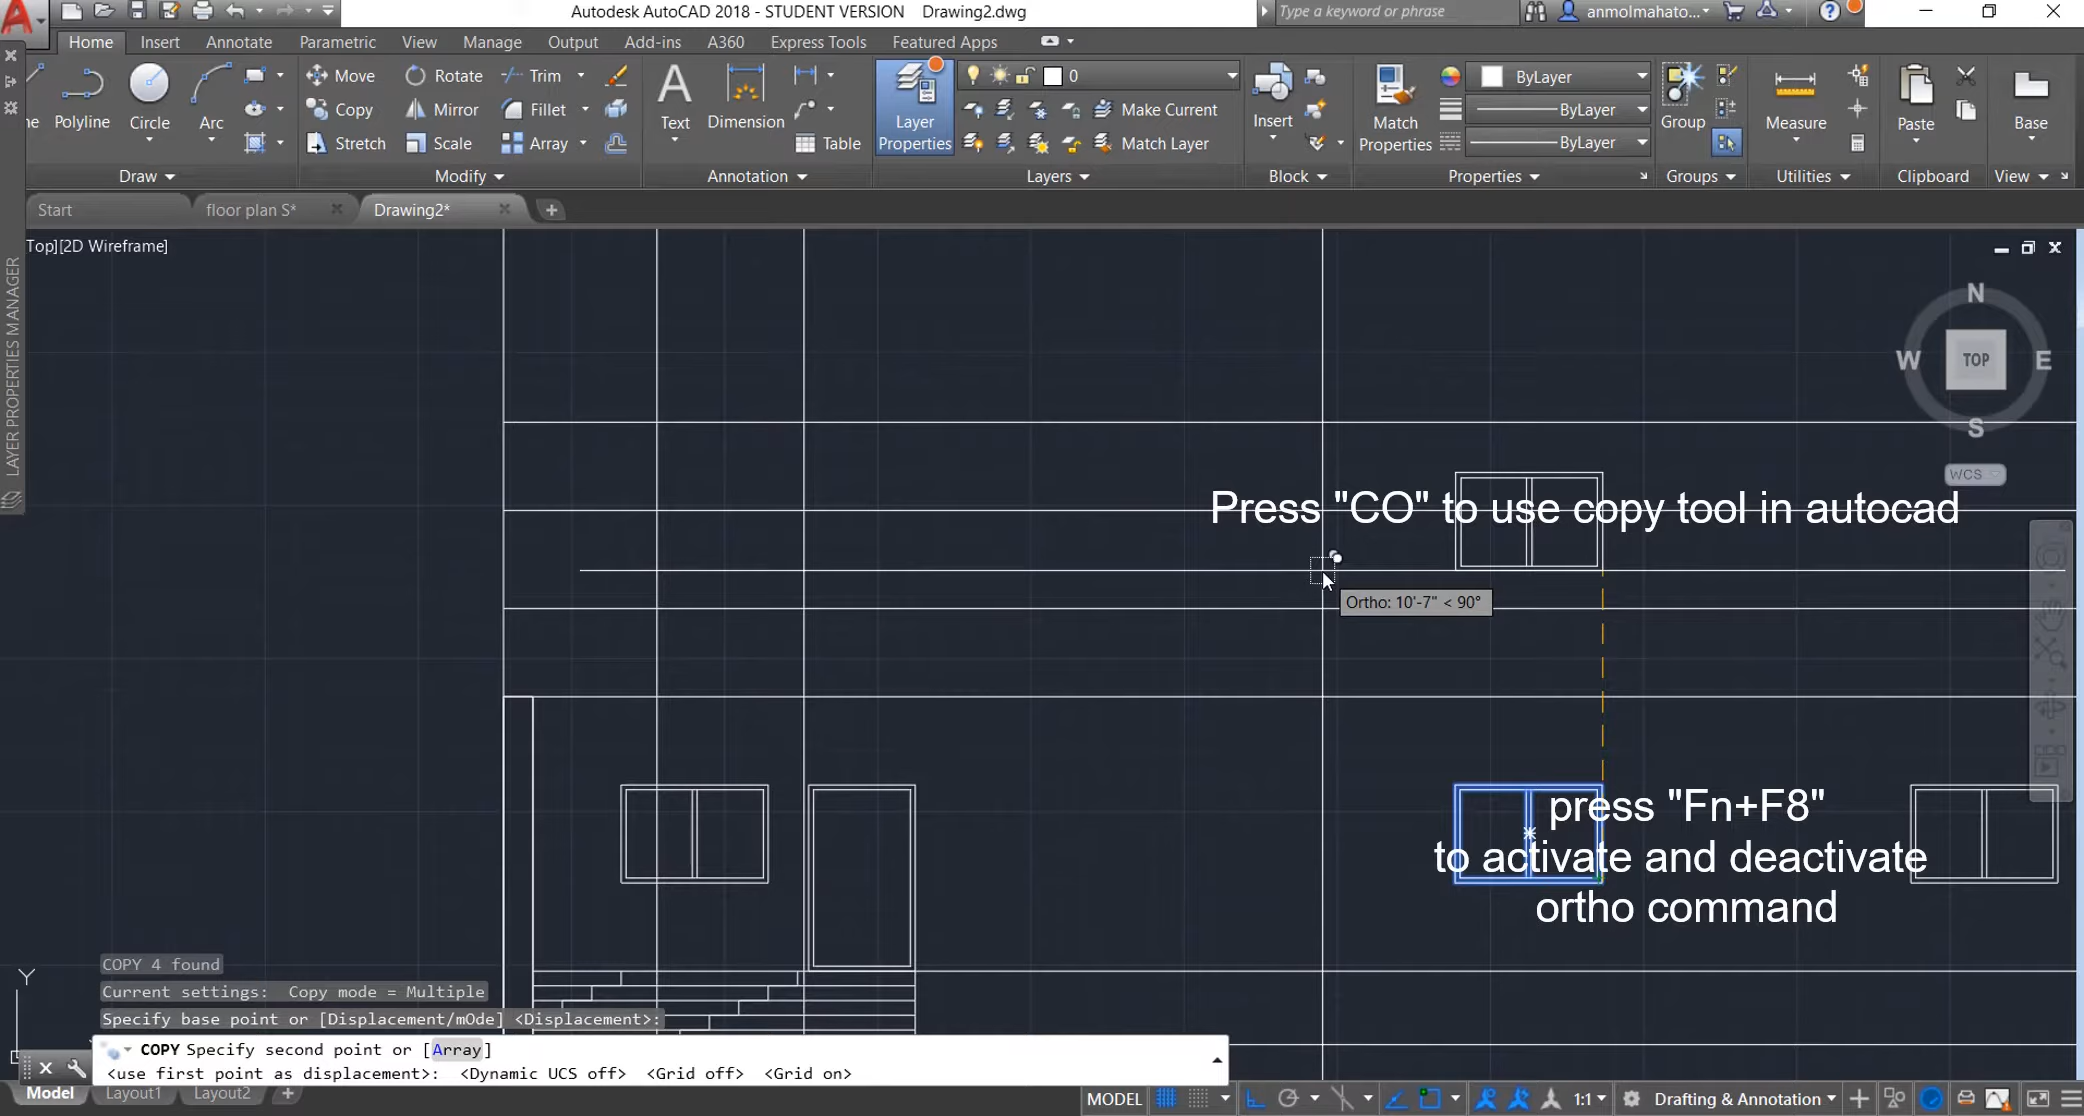 Autodesk AutoCAD 2018 - STUDENT VERSION Drawing2.dwg
Type a keyword or phrase
anmolmahato...
Home Insert Annotate Parametric View Manage Output Add-ins A360 Express Tools Featured Apps
Polyline Circle Arc
Move Rotate Trim
Copy Mirror Fillet
Stretch Scale Array
Text Dimension Table
Layer Properties
0
Make Current
Match Layer
Insert
Match Properties
ByLayer
ByLayer
ByLayer
Group Measure Paste Base
Draw Modify Annotation Layers Block Properties Groups Utilities Clipboard View
Start floor plan S* Drawing2*
Top][2D Wireframe]
LAYER PROPERTIES MANAGER
N
W TOP E
S
WCS
Press "CO" to use copy tool in autocad
Ortho: 10'-7" < 90°
press "Fn+F8"
to activate and deactivate
ortho command
COPY 4 found
Current settings: Copy mode = Multiple
Specify base point or [Displacement/mOde] <Displacement>:
COPY Specify second point or [Array]
<use first point as displacement>: <Dynamic UCS off> <Grid off> <Grid on>
Y
Model Layout1 Layout2
MODEL 1:1 Drafting & Annotation